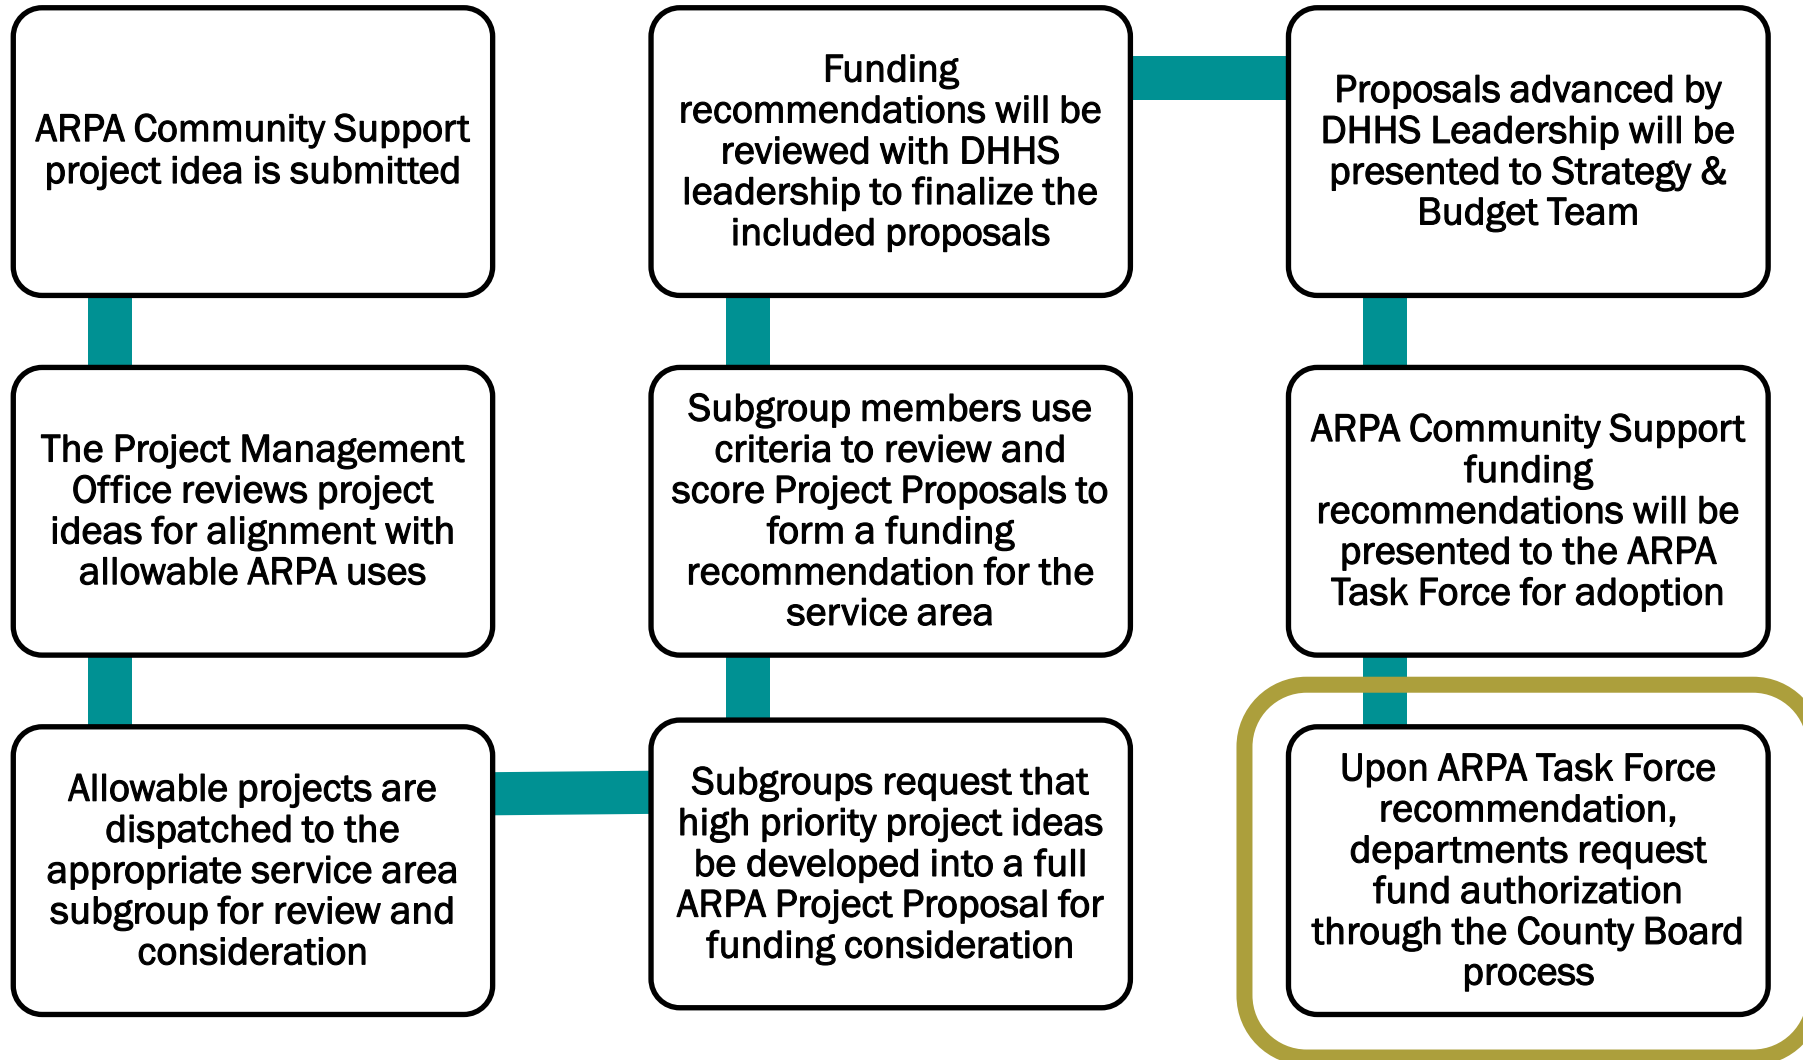 ARPA Community Support
project idea is submitted
The Project Management
Office reviews project
ideas for alignment with
allowable ARPA uses
Allowable projects are
dispatched to the
appropriate service area
subgroup for review and
consideration
Subgroups request that
high priority project ideas
be developed into a full
ARPA Project Proposal for
funding consideration
Subgroup members use
criteria to review and
score Project Proposals to
form a funding
recommendation for the
service area
Funding
recommendations will be
reviewed with DHHS
leadership to finalize the
included proposals
Proposals advanced by
DHHS Leadership will be
presented to Strategy &
Budget Team
ARPA Community Support
funding
recommendations will be
presented to the ARPA
Task Force for adoption
Upon ARPA Task Force
recommendation,
departments request
fund authorization
through the County Board
process